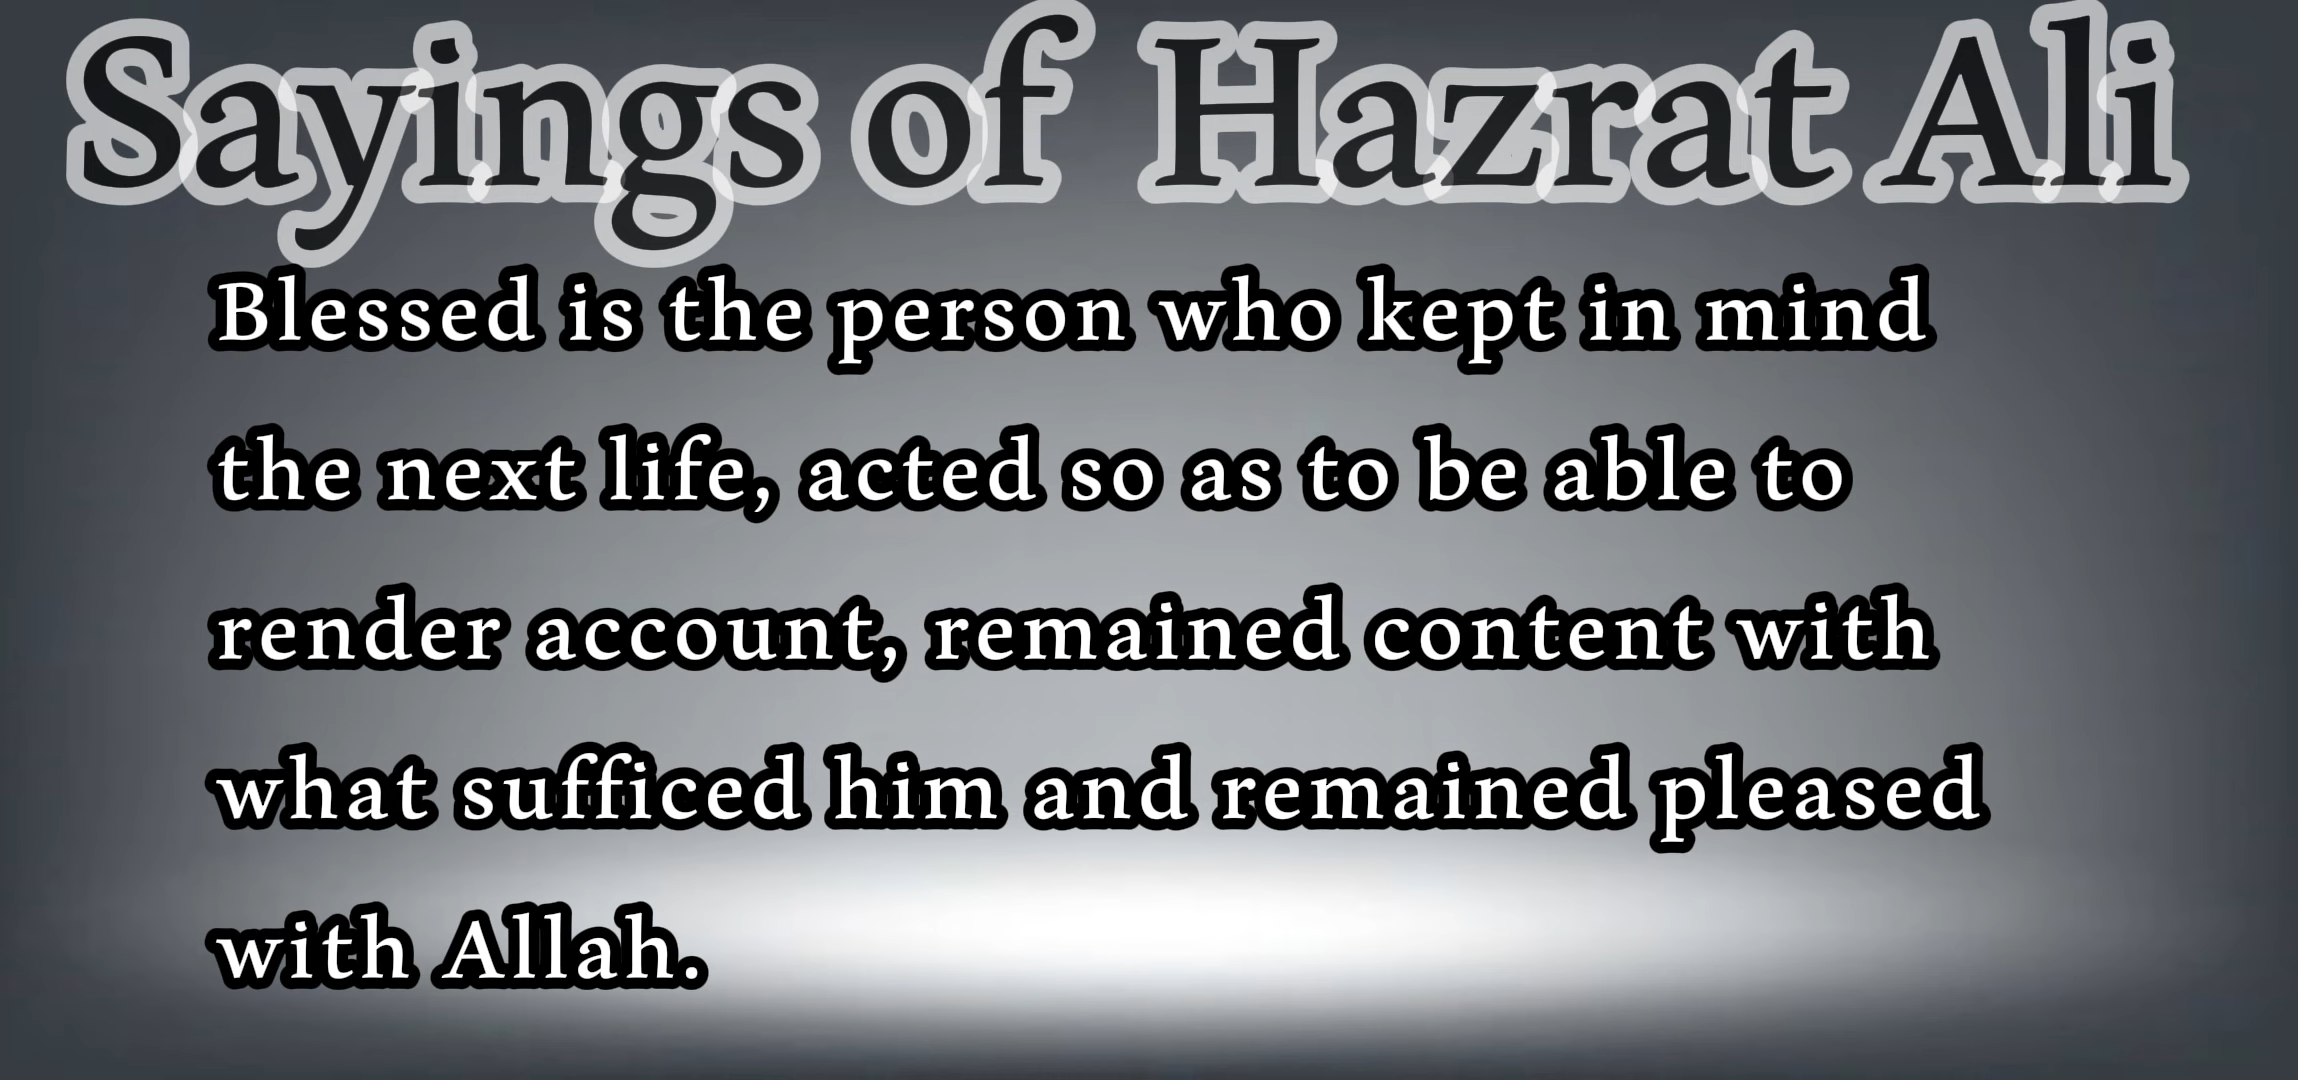 Sayings of Hazrat Ali
Blessed is the person who kept in mind
the next life, acted so as to be able to
render account, remained content with
what sufficed him and remained pleased
with Allah.